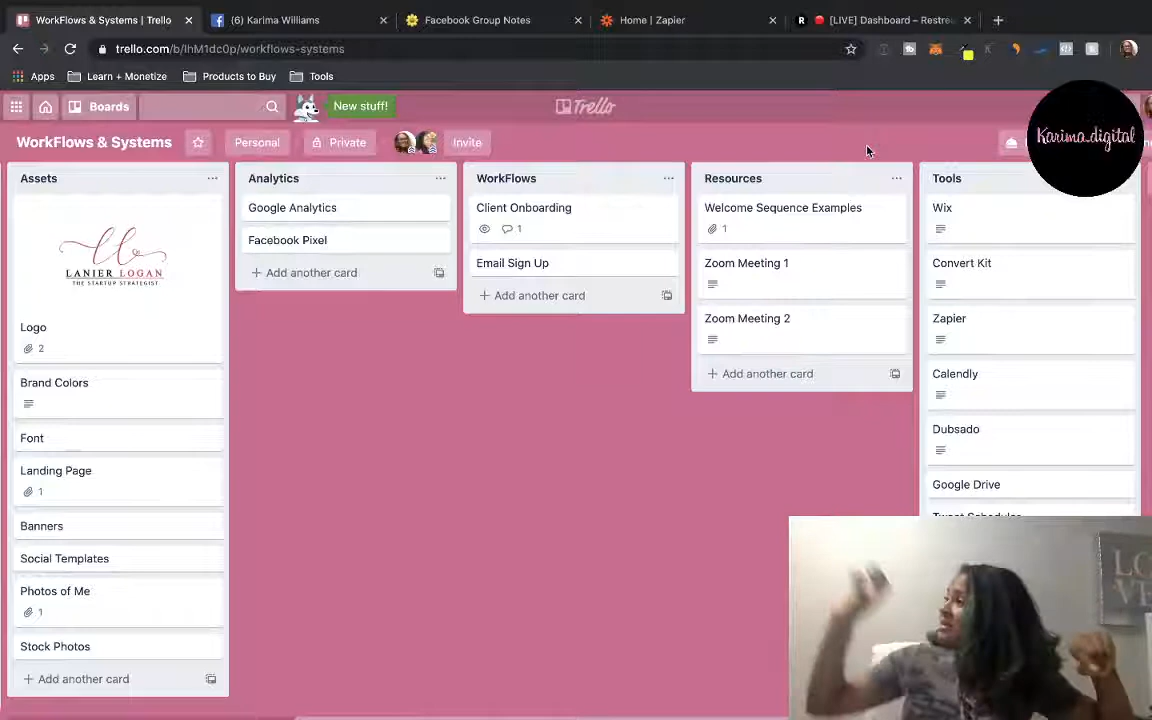 WorkFlows & Systems | Trello
(6) Karima Williams
Facebook Group Notes
Home | Zapier
[LIVE] Dashboard – Restre
trello.com/b/lhM1dc0p/workflows-systems
Apps
Learn + Monetize
Products to Buy
Tools
Boards
New stuff!
Trello
WorkFlows & Systems
Personal
Private
Invite
Karima.digital
Assets
LANIER LOGAN
THE STARTUP STRATEGIST
Logo
2
Brand Colors
Font
Landing Page
1
Banners
Social Templates
Photos of Me
1
Stock Photos
+ Add another card
Analytics
Google Analytics
Facebook Pixel
+ Add another card
WorkFlows
Client Onboarding
1
Email Sign Up
+ Add another card
Resources
Welcome Sequence Examples
1
Zoom Meeting 1
Zoom Meeting 2
+ Add another card
Tools
Wix
Convert Kit
Zapier
Calendly
Dubsado
Google Drive